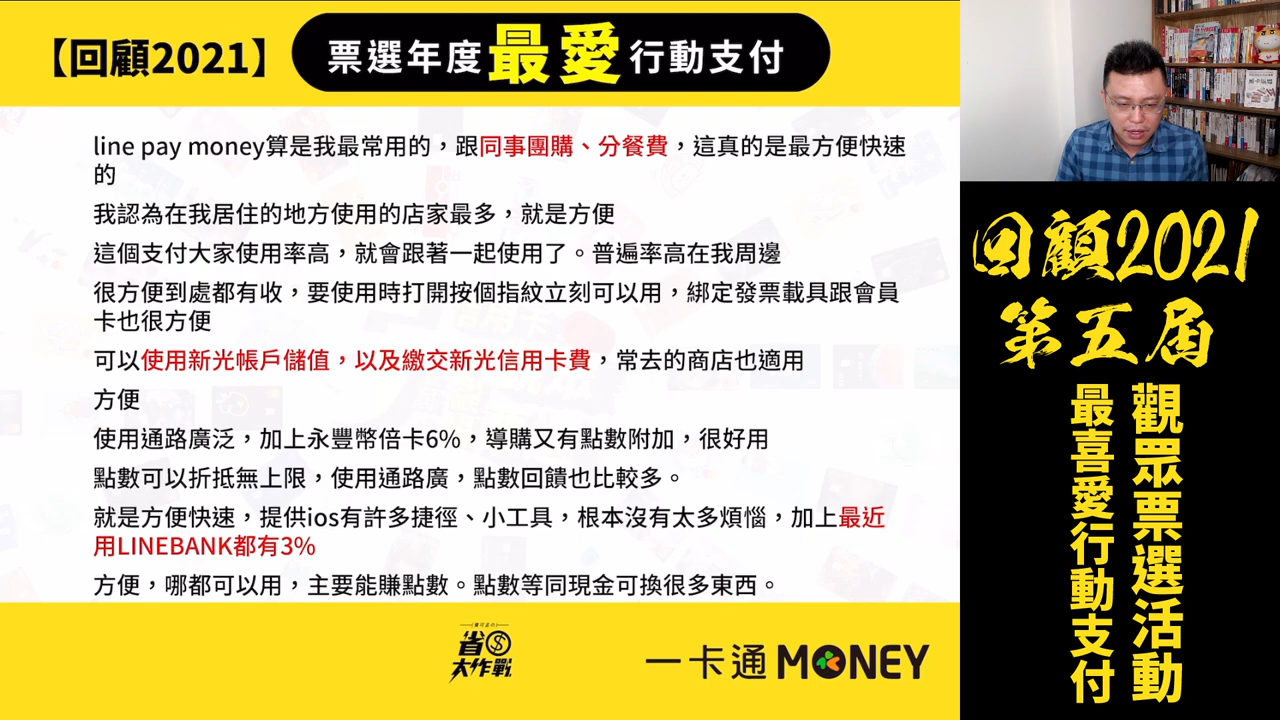 【回顧2021】
票選年度最愛行動支付
line pay money算是我最常用的，跟同事團購、分餐費，這真的是最方便快速
的
我認為在我居住的地方使用的店家最多，就是方便
這個支付大家使用率高，就會跟著一起使用了。普遍率高在我周邊
很方便到處都有收，要使用時打開按個指紋立刻可以用，綁定發票載具跟會員
卡也很方便
可以使用新光帳戶儲值，以及繳交新光信用卡費，常去的商店也適用
方便
使用通路廣泛，加上永豐幣倍卡6%，導購又有點數附加，很好用
點數可以折抵無上限，使用通路廣，點數回饋也比較多。
就是方便快速，提供ios有許多捷徑、小工具，根本沒有太多煩惱，加上最近
用LINEBANK都有3%
方便，哪都可以用，主要能賺點數。點數等同現金可換很多東西。
省
大作戰
一卡通MONEY
回顧2021
第五屆
觀眾票選活動
最喜愛行動支付